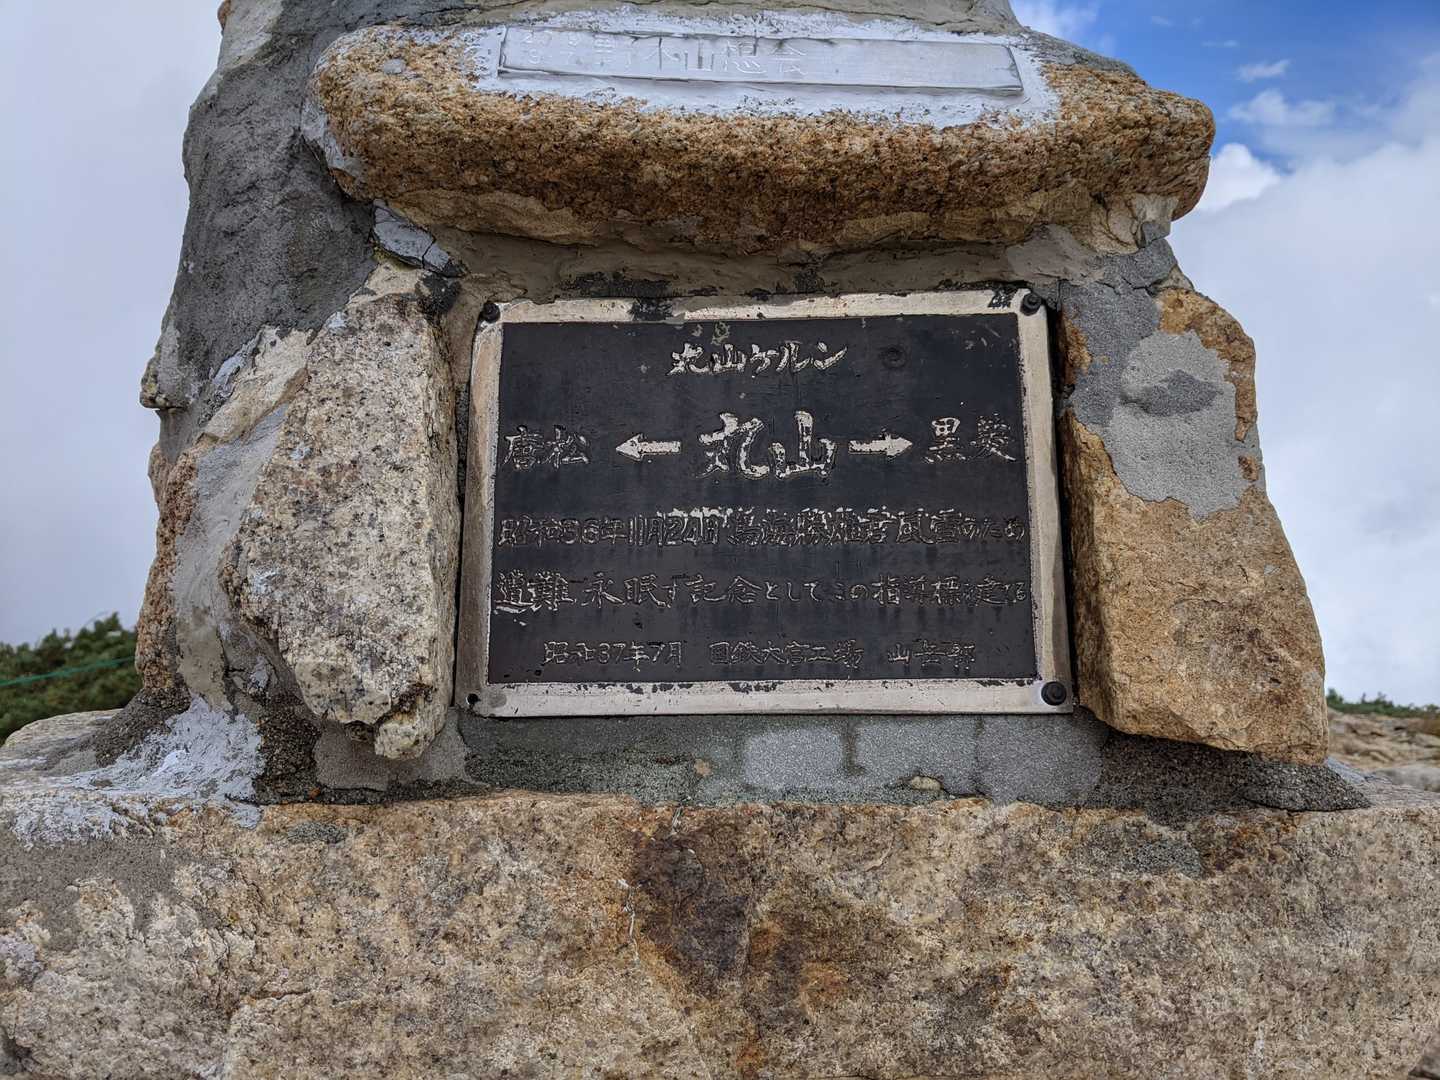 丸山ケルン
唐松 ← 丸山 → 黒菱
昭和36年11月24日 鳥海勝雄君風雪のため
遭難 永眠す記念としてこの指導標を建てる
昭和37年7月 国鉄大宮工場 山岳部